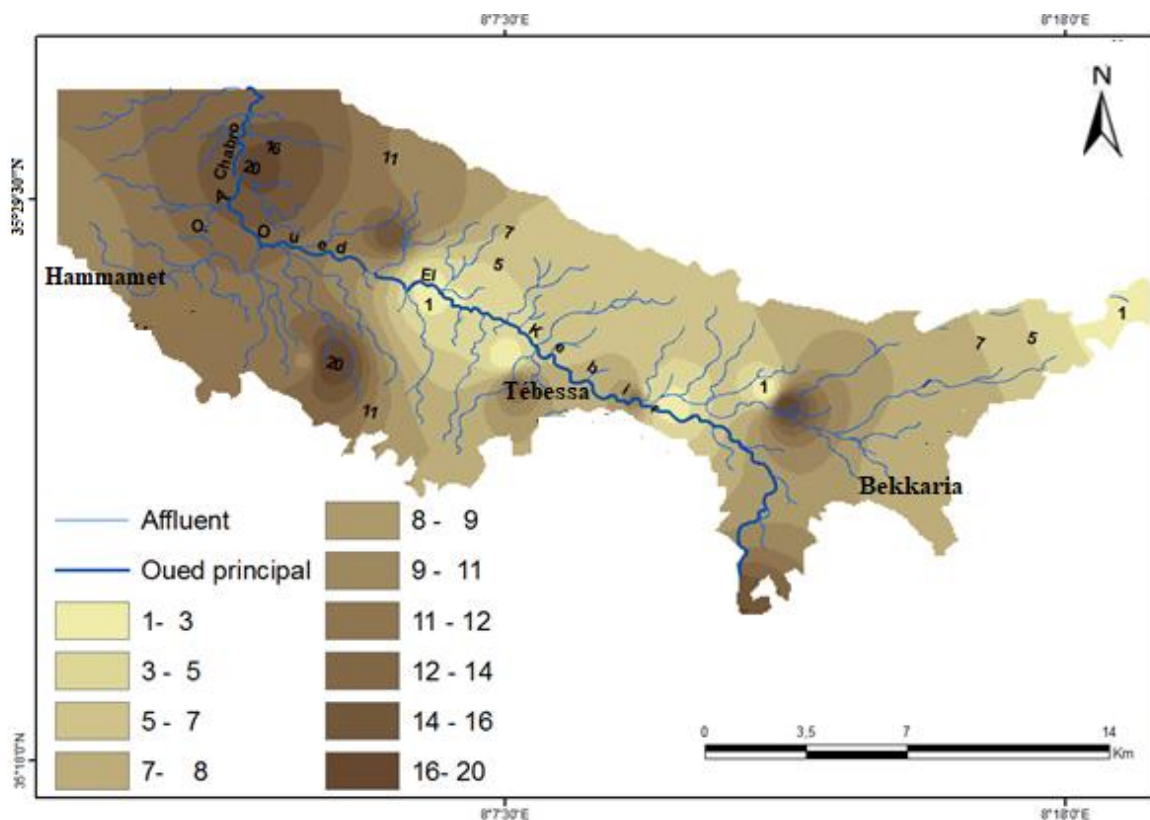 8°7'30"E
8°18'0"E
N
35°29'30"N
35°18'0"N
O. A. Chabro
16
20
11
Oued El Kebir
7
5
1
Hammamet
20
11
Tébessa
1
7
5
1
Bekkaria
Affluent
Oued principal
1- 3
3 - 5
5 - 7
7- 8
8 - 9
9 - 11
11 - 12
12 - 14
14 - 16
16- 20
0
3,5
7
14
Km
8°7'30"E
8°18'0"E